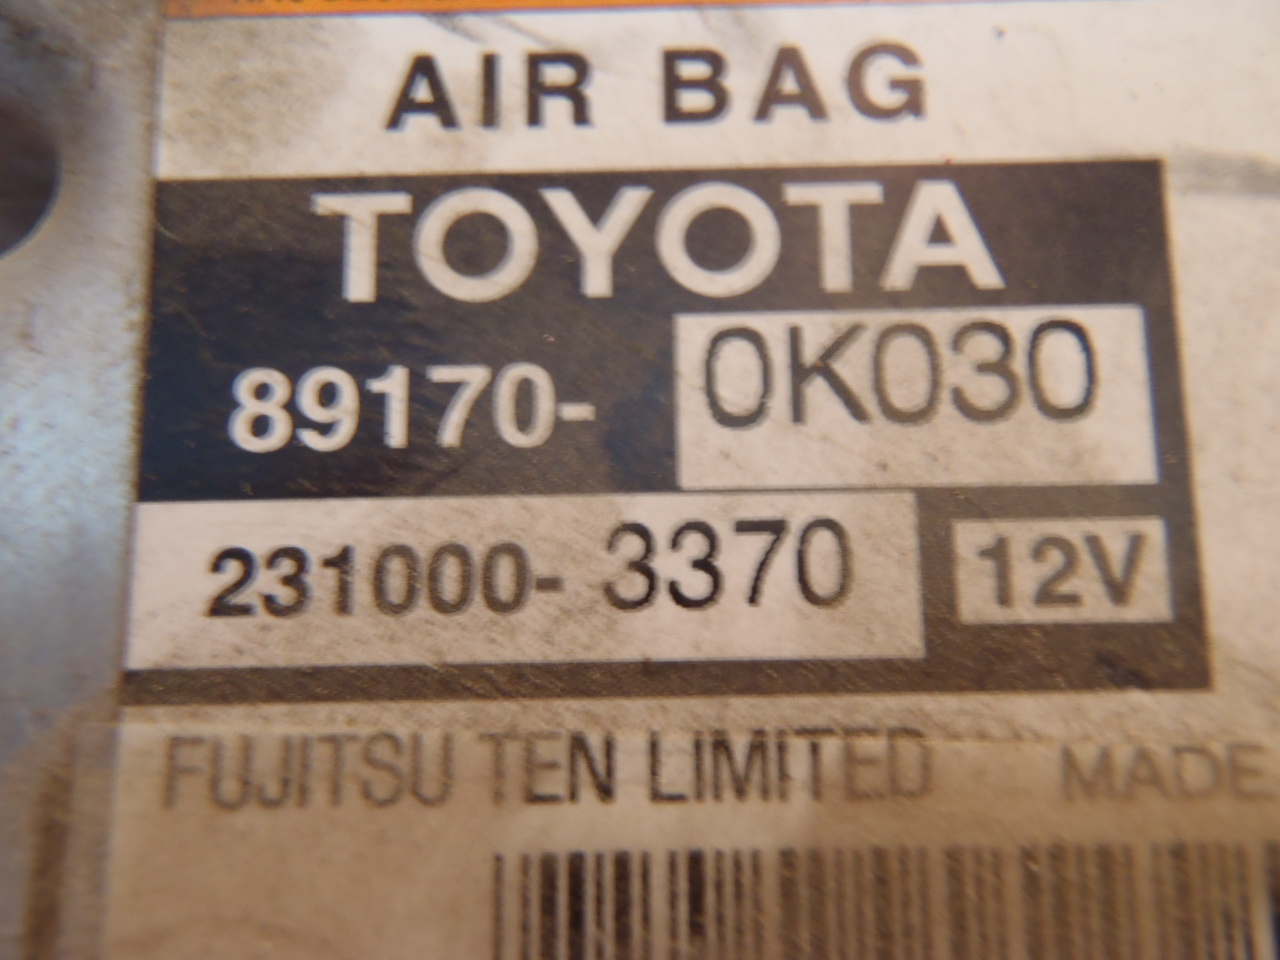 AIR BAG
TOYOTA
89170- 0K030
231000- 3370 12V
FUJITSU TEN LIMITED MADE